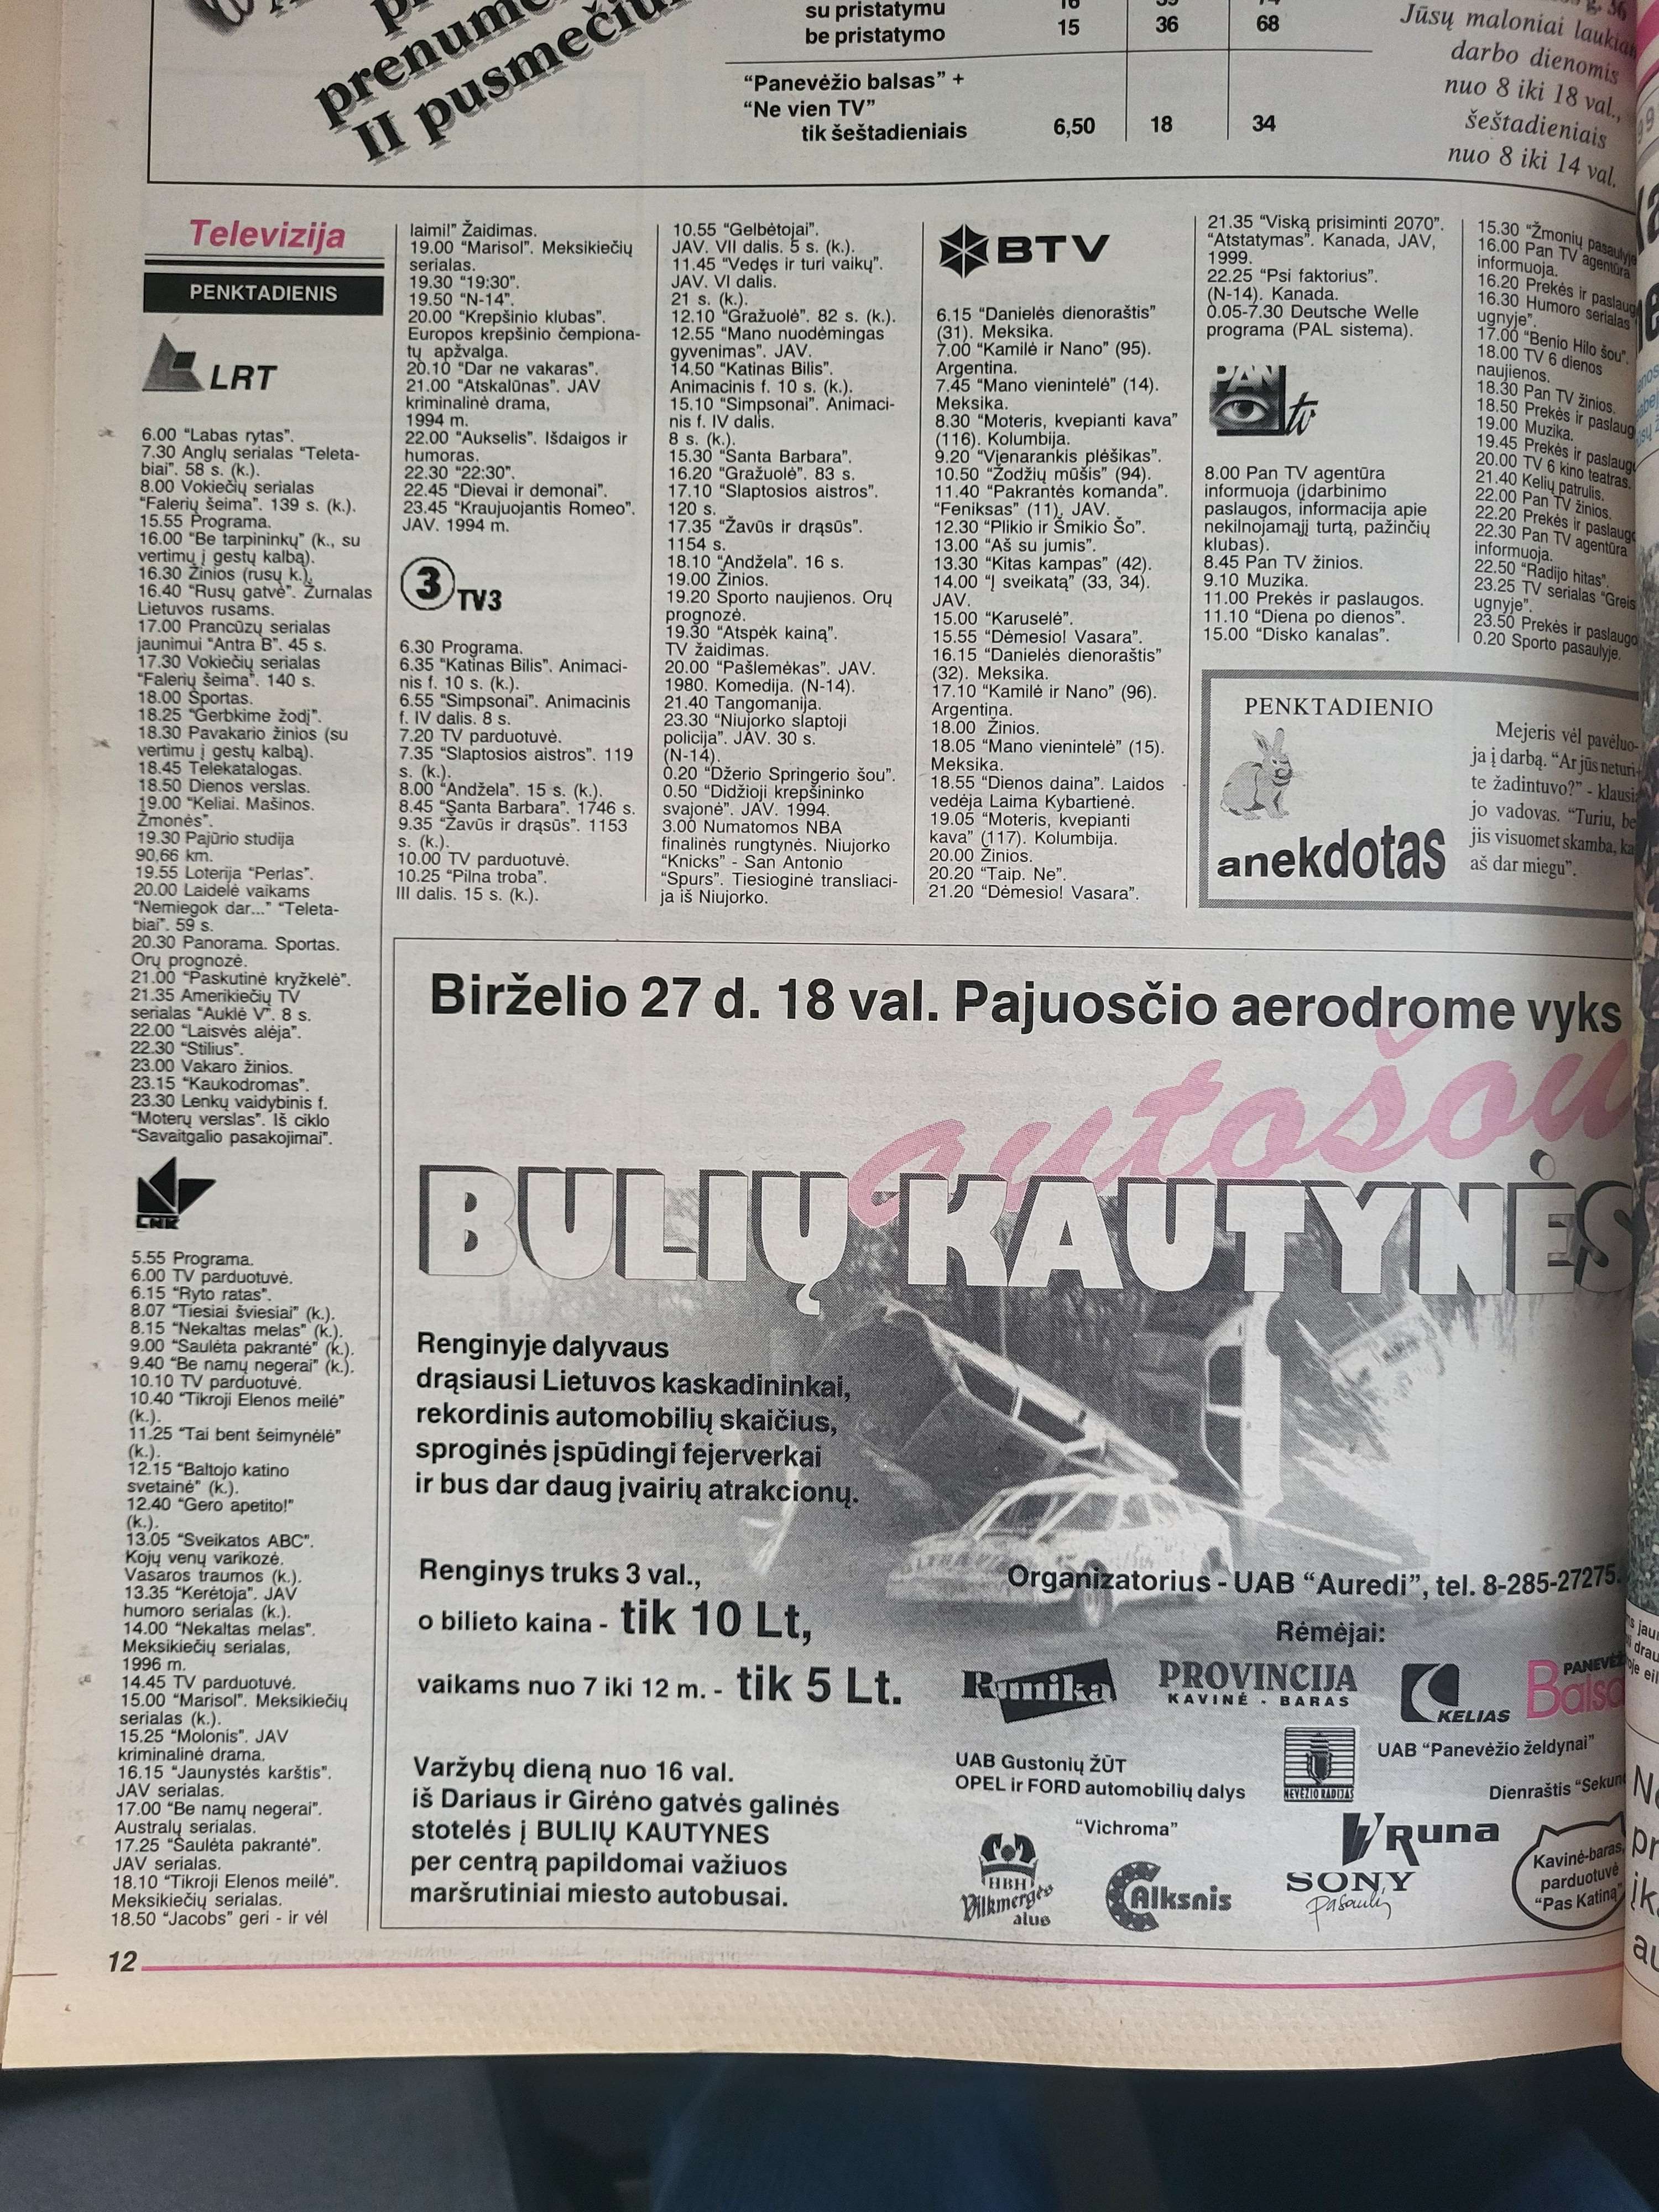 prenume
II pusmečiu
su pristatymu
be pristatymo 15 36 68
“Panevėžio balsas” +
“Ne vien TV”
tik šeštadieniais 6,50 18 34
Jūsų maloniai laukiam
darbo dienomis
nuo 8 iki 18 val.,
šeštadieniais
nuo 8 iki 14 val.
Televizija
PENKTADIENIS
LRT
6.00 “Labas rytas”.
7.30 Anglų serialas “Teleta-
biai”. 58 s. (k.).
8.00 Vokiečių serialas
“Falerių šeima”. 139 s. (k.).
15.55 Programa.
16.00 “Be tarpininkų” (k., su
vertimu į gestų kalbą).
16.30 Žinios (rusų k.).
16.40 “Rusų gatvė”. Žurnalas
Lietuvos rusams.
17.00 Prancūzų serialas
jaunimui “Antra B”. 45 s.
17.30 Vokiečių serialas
“Falerių šeima”. 140 s.
18.00 Sportas.
18.25 “Gerbkime žodį”.
18.30 Pavakario žinios (su
vertimu į gestų kalbą).
18.45 Telekatalogas.
18.50 Dienos verslas.
19.00 “Keliai. Mašinos.
Žmonės”.
19.30 Pajūrio studija
90,66 km.
19.55 Loterija “Perlas”.
20.00 Laidelė vaikams
“Nemiegok dar...” “Teleta-
biai”. 59 s.
20.30 Panorama. Sportas.
Orų prognozė.
21.00 “Paskutinė kryžkelė”.
21.35 Amerikiečių TV
serialas “Auklė V”. 8 s.
22.00 “Laisvės alėja”.
22.30 “Stilius”.
23.00 Vakaro žinios.
23.15 “Kaukodromas”.
23.30 Lenkų vaidybinis f.
“Moterų verslas”. Iš ciklo
“Savaitgalio pasakojimai”.
LNK
5.55 Programa.
6.00 TV parduotuvė.
6.15 “Ryto ratas”.
8.07 “Tiesiai šviesiai” (k.).
8.15 “Nekaltas melas” (k.).
9.00 “Saulėta pakrantė” (k.).
9.40 “Be namų negerai” (k.).
10.10 TV parduotuvė.
10.40 “Tikroji Elenos meilė”
(k.).
11.25 “Tai bent šeimynėlė”
(k.).
12.15 “Baltojo katino
svetainė” (k.).
12.40 “Gero apetito!”
(k.).
13.05 “Sveikatos ABC”.
Kojų venų varikozė.
Vasaros traumos (k.).
13.35 “Kerėtoja”. JAV
humoro serialas (k.).
14.00 “Nekaltas melas”.
Meksikiečių serialas,
1996 m.
14.45 TV parduotuvė.
15.00 “Marisol”. Meksikiečių
serialas (k.).
15.25 “Molonis”. JAV
kriminalinė drama.
16.15 “Jaunystės karštis”.
JAV serialas.
17.00 “Be namų negerai”.
Australų serialas.
17.25 “Saulėta pakrantė”.
JAV serialas.
18.10 “Tikroji Elenos meilė”.
Meksikiečių serialas.
18.50 “Jacobs” geri - ir vėl
laimi!” Žaidimas.
19.00 “Marisol”. Meksikiečių
serialas.
19.30 “19:30”.
19.50 “N-14”.
20.00 “Krepšinio klubas”.
Europos krepšinio čempiona-
tų apžvalga.
20.10 “Dar ne vakaras”.
21.00 “Atskalūnas”. JAV
kriminalinė drama,
1994 m.
22.00 “Aukselis”. Išdaigos ir
humoras.
22.30 “22:30”.
22.45 “Dievai ir demonai”.
23.45 “Kraujuojantis Romeo”.
JAV. 1994 m.
3 TV3
6.30 Programa.
6.35 “Katinas Bilis”. Animaci-
nis f. 10 s. (k.).
6.55 “Simpsonai”. Animacinis
f. IV dalis. 8 s.
7.20 TV parduotuvė.
7.35 “Slaptosios aistros”. 119
s. (k.).
8.00 “Andžela”. 15 s. (k.).
8.45 “Santa Barbara”. 1746 s.
9.35 “Žavūs ir drąsūs”. 1153
s. (k.).
10.00 TV parduotuvė.
10.25 “Pilna troba”.
III dalis. 15 s. (k.).
10.55 “Gelbėtojai”.
JAV. VII dalis. 5 s. (k.).
11.45 “Vedęs ir turi vaikų”.
JAV. VI dalis.
21 s. (k.).
12.10 “Gražuolė”. 82 s. (k.).
12.55 “Mano nuodėmingas
gyvenimas”. JAV.
14.50 “Katinas Bilis”.
Animacinis f. 10 s. (k.).
15.10 “Simpsonai”. Animaci-
nis f. IV dalis.
8 s. (k.).
15.30 “Santa Barbara”.
16.20 “Gražuolė”. 83 s.
17.10 “Slaptosios aistros”.
120 s.
17.35 “Žavūs ir drąsūs”.
1154 s.
18.10 “Andžela”. 16 s.
19.00 Žinios.
19.20 Sporto naujienos. Orų
prognozė.
19.30 “Atspėk kainą”.
TV žaidimas.
20.00 “Pašlemėkas”. JAV.
1980. Komedija. (N-14).
21.40 Tangomanija.
23.30 “Niujorko slaptoji
policija”. JAV. 30 s.
(N-14).
0.20 “Džerio Springerio šou”.
0.50 “Didžioji krepšininko
svajonė”. JAV. 1994.
3.00 Numatomos NBA
finalinės rungtynės. Niujorko
“Knicks” - San Antonio
“Spurs”. Tiesioginė transliaci-
ja iš Niujorko.
BTV
6.15 “Danielės dienoraštis”
(31). Meksika.
7.00 “Kamilė ir Nano” (95).
Argentina.
7.45 “Mano vienintelė” (14).
Meksika.
8.30 “Moteris, kvepianti kava”
(116). Kolumbija.
9.20 “Vienarankis plėšikas”.
10.50 “Žodžių mūšis” (94).
11.40 “Pakrantės komanda”.
“Feniksas” (11), JAV.
12.30 “Plikio ir Šmikio Šo”.
13.00 “Aš su jumis”.
13.30 “Kitas kampas” (42).
14.00 “Į sveikatą” (33, 34).
JAV.
15.00 “Karuselė”.
15.55 “Dėmesio! Vasara”.
16.15 “Danielės dienoraštis”
(32). Meksika.
17.10 “Kamilė ir Nano” (96).
Argentina.
18.00 Žinios.
18.05 “Mano vienintelė” (15).
Meksika.
18.55 “Dienos daina”. Laidos
vedėja Laima Kybartienė.
19.05 “Moteris, kvepianti
kava” (117). Kolumbija.
20.00 Žinios.
20.20 “Taip. Ne”.
21.20 “Dėmesio! Vasara”.
21.35 “Viską prisiminti 2070”.
“Atstatymas”. Kanada, JAV,
1999.
22.25 “Psi faktorius”.
(N-14). Kanada.
0.05-7.30 Deutsche Welle
programa (PAL sistema).
PAN tv
8.00 Pan TV agentūra
informuoja (įdarbinimo
paslaugos, informacija apie
nekilnojamąjį turtą, pažinčių
klubas).
8.45 Pan TV žinios.
9.10 Muzika.
11.00 Prekės ir paslaugos.
11.10 “Diena po dienos”.
15.00 “Disko kanalas”.
15.30 “Žmonių pasaulyje
16.00 Pan TV agentūra
informuoja.
16.20 Prekės ir paslaug
16.30 Humoro serialas
ugnyje”.
17.00 “Benio Hilo šou”.
18.00 TV 6 dienos
naujienos.
18.30 Pan TV žinios.
18.50 Prekės ir paslaug
19.00 Muzika.
19.45 Prekės ir paslaug
20.00 TV 6 kino teatras.
21.40 Kelių patrulis.
22.00 Pan TV žinios.
22.20 Prekės ir paslaug
22.30 Pan TV agentūra
informuoja.
22.50 “Radijo hitas”.
23.25 TV serialas “Greis
ugnyje”.
23.50 Prekės ir paslaugo
0.20 Sporto pasaulyje.
PENKTADIENIO
anekdotas
Mejeris vėl pavėluo-
ja į darbą. “Ar jūs neturi-
te žadintuvo?” - klausia
jo vadovas. “Turiu, be
jis visuomet skamba, ka
aš dar miegu”.
Birželio 27 d. 18 val. Pajuosčio aerodrome vyks
autošou
BULIŲ KAUTYNĖS
Renginyje dalyvaus
drąsiausi Lietuvos kaskadininkai,
rekordinis automobilių skaičius,
sproginės įspūdingi fejerverkai
ir bus dar daug įvairių atrakcionų.
Renginys truks 3 val.,
o bilieto kaina - tik 10 Lt,
vaikams nuo 7 iki 12 m. - tik 5 Lt.
Varžybų dieną nuo 16 val.
iš Dariaus ir Girėno gatvės galinės
stotelės į BULIŲ KAUTYNES
per centrą papildomai važiuos
maršrutiniai miesto autobusai.
Organizatorius - UAB “Auredi”, tel. 8-285-27275.
Rėmėjai:
Runika
PROVINCIJA
KAVINĖ - BARAS
KELIAS
PANEVĖŽ
Balsa
UAB Gustonių ŽŪT
OPEL ir FORD automobilių dalys
NEVĖŽIO RADIJAS
UAB “Panevėžio želdynai”
Dienraštis “Sekun
“Vichroma”
HBH
Vilkmergės
alus
Alksnis
Runa
SONY
Pasaulis
Kavinė-baras,
parduotuvė
“Pas Katiną”
12